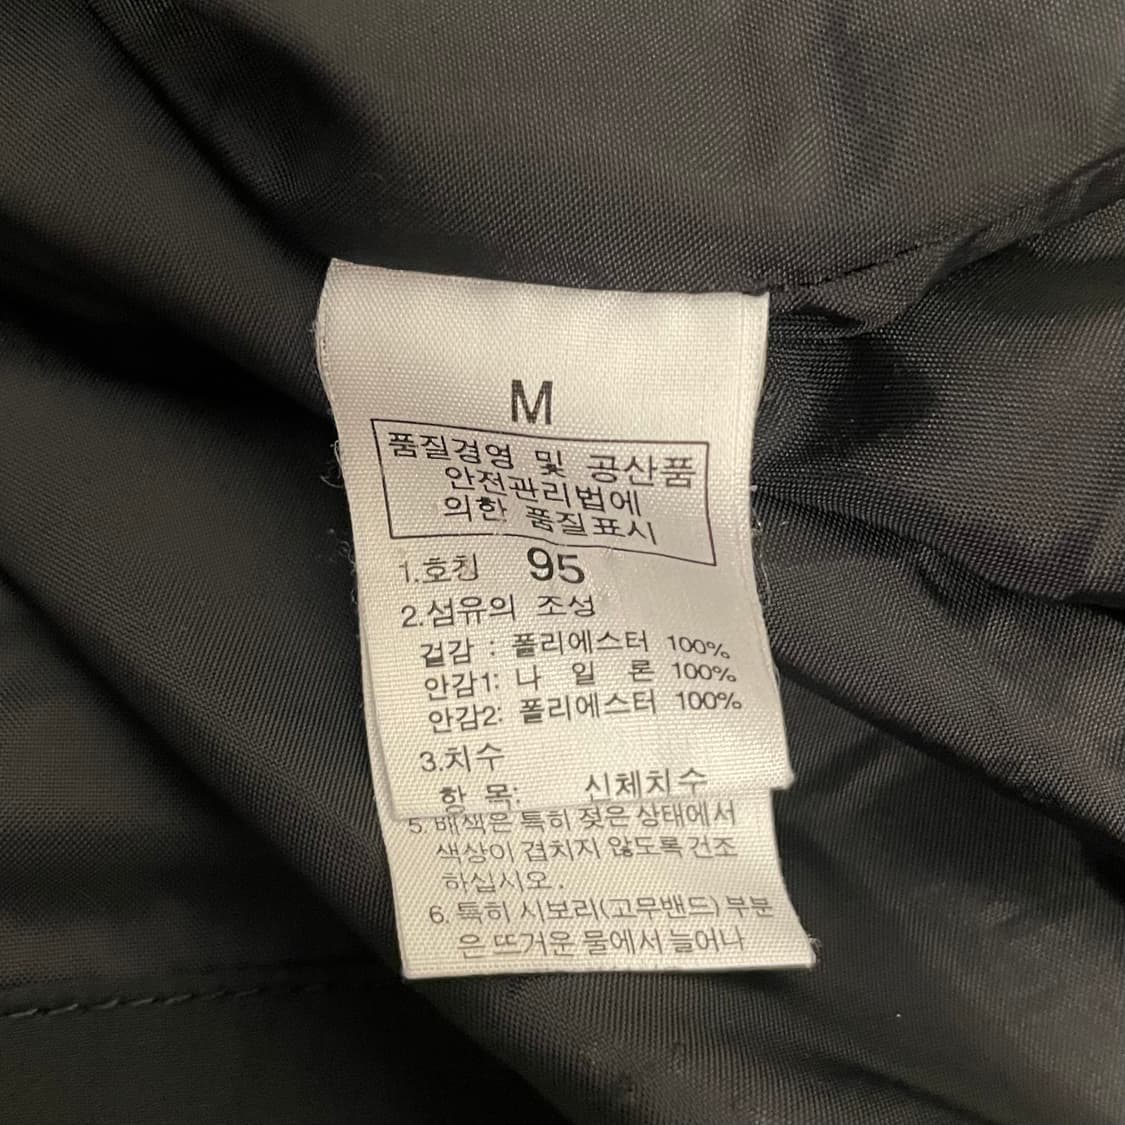 M
품질경영 및 공산품
안전관리법에
의한 품질표시
1.호칭 95
2.섬유의 조성
겉감 : 폴리에스터 100%
안감1: 나 일 론 100%
안감2: 폴리에스터 100%
3.치수
항 목: 신체치수
5. 배색은 특히 젖은 상태에서
색상이 겹치지 않도록 건조
하십시오.
6. 특히 시보리(고무밴드) 부분
은 뜨거운 물에서 늘어나